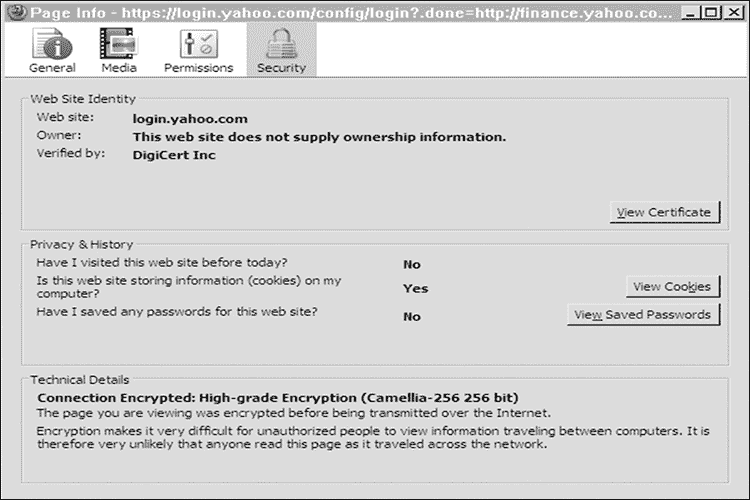 Page Info - https://login.yahoo.com/config/login?.done=http://finance.yahoo.co...
General Media Permissions Security
Web Site Identity
Web site: login.yahoo.com
Owner: This web site does not supply ownership information.
Verified by: DigiCert Inc
View Certificate
Privacy & History
Have I visited this web site before today? No
Is this web site storing information (cookies) on my
computer? Yes View Cookies
Have I saved any passwords for this web site? No View Saved Passwords
Technical Details
Connection Encrypted: High-grade Encryption (Camellia-256 256 bit)
The page you are viewing was encrypted before being transmitted over the Internet.
Encryption makes it very difficult for unauthorized people to view information traveling between computers. It is
therefore very unlikely that anyone read this page as it traveled across the network.